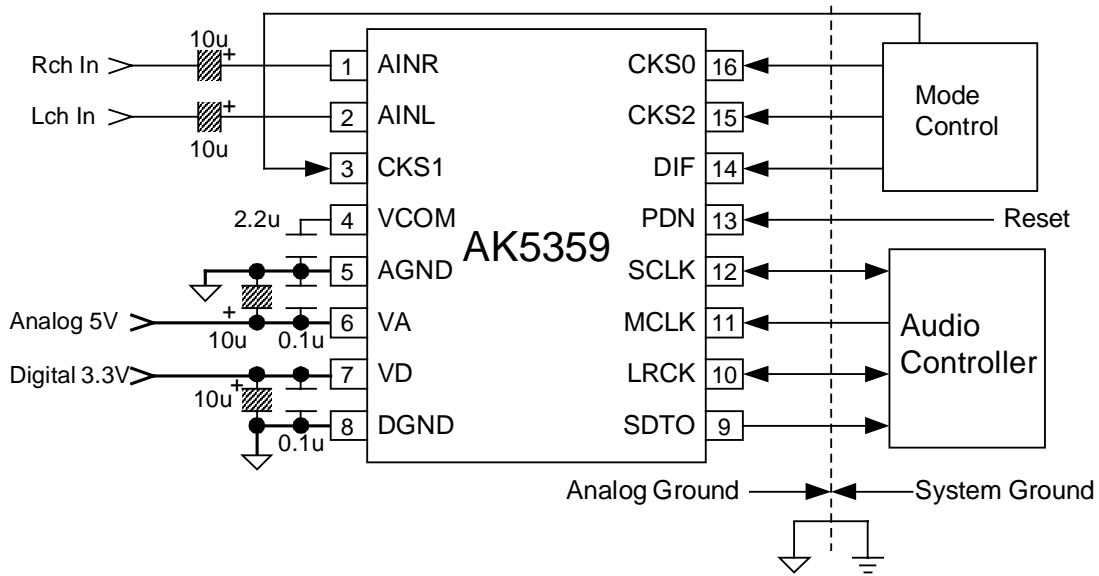 10u
+
Rch In
1
AINR
CKS0
16
Mode
Control
+
Lch In
2
AINL
CKS2
15
10u
3
CKS1
DIF
14
2.2u
4
VCOM
PDN
13
Reset
AK5359
5
AGND
SCLK
12
Analog 5V
+
10u
0.1u
6
VA
MCLK
11
Audio
Controller
Digital 3.3V
+
10u
7
VD
LRCK
10
0.1u
8
DGND
SDTO
9
Analog Ground
System Ground